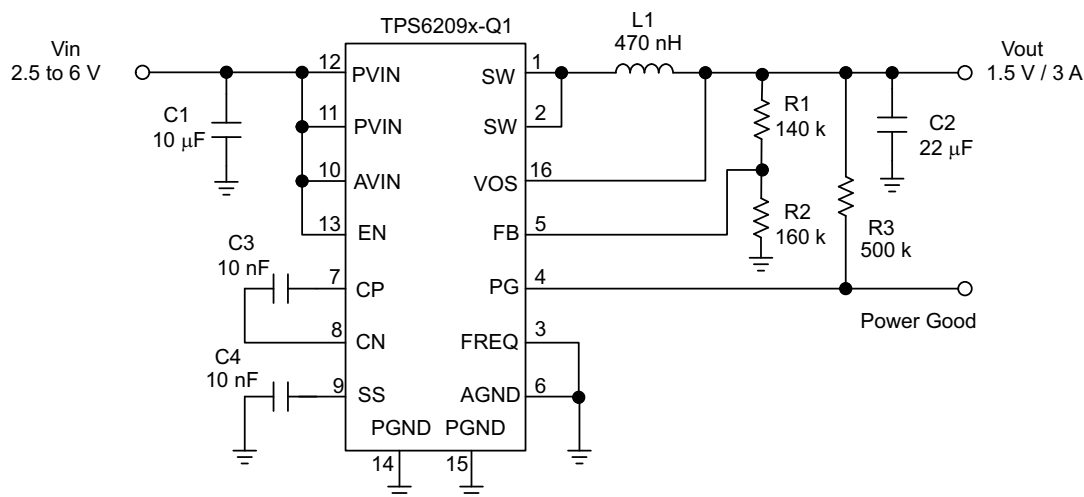 TPS6209x-Q1
L1
470 nH
Vin
2.5 to 6 V
Vout
1.5 V / 3 A
12
PVIN
SW
1
C1
10 μF
11
PVIN
SW
2
R1
140 k
C2
22 μF
10
AVIN
VOS
16
13
EN
FB
5
R2
160 k
R3
500 k
C3
10 nF
7
CP
PG
4
Power Good
8
CN
FREQ
3
C4
10 nF
9
SS
AGND
6
PGND PGND
14
15